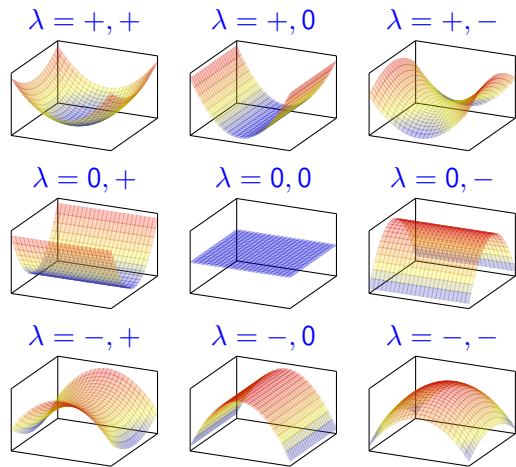 λ = +, +
λ = +, 0
λ = +, −
λ = 0, +
λ = 0, 0
λ = 0, −
λ = −, +
λ = −, 0
λ = −, −